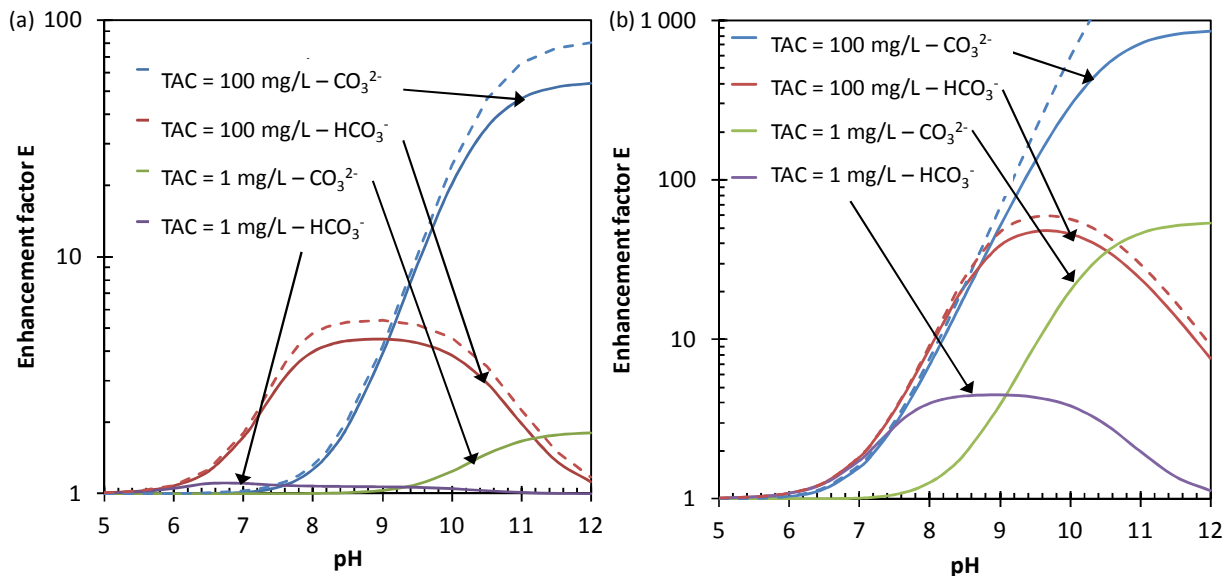 (a)
100
10
1
Enhancement factor E
TAC = 100 mg/L – CO₃²⁻
TAC = 100 mg/L – HCO₃⁻
TAC = 1 mg/L – CO₃²⁻
TAC = 1 mg/L – HCO₃⁻
5 6 7 8 9 10 11 12
pH
(b)
1 000
100
10
1
Enhancement factor E
TAC = 100 mg/L – CO₃²⁻
TAC = 100 mg/L – HCO₃⁻
TAC = 1 mg/L – CO₃²⁻
TAC = 1 mg/L – HCO₃⁻
5 6 7 8 9 10 11 12
pH